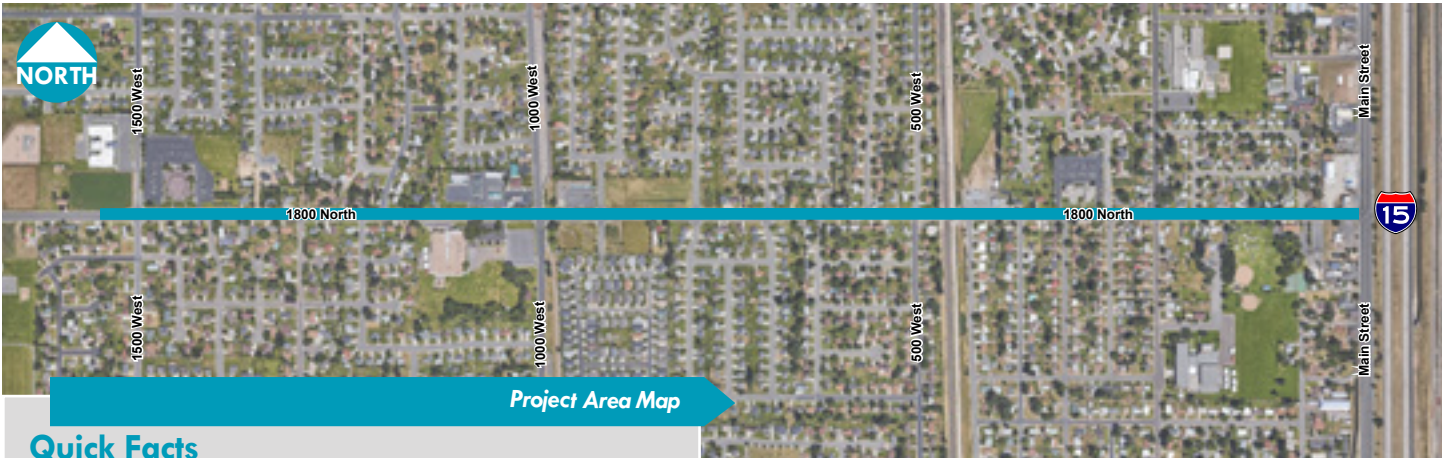 NORTH
1500 West
1000 West
500 West
Main Street
1800 North
1800 North
15
1500 West
1000 West
500 West
Main Street
Project Area Map
Quick Facts